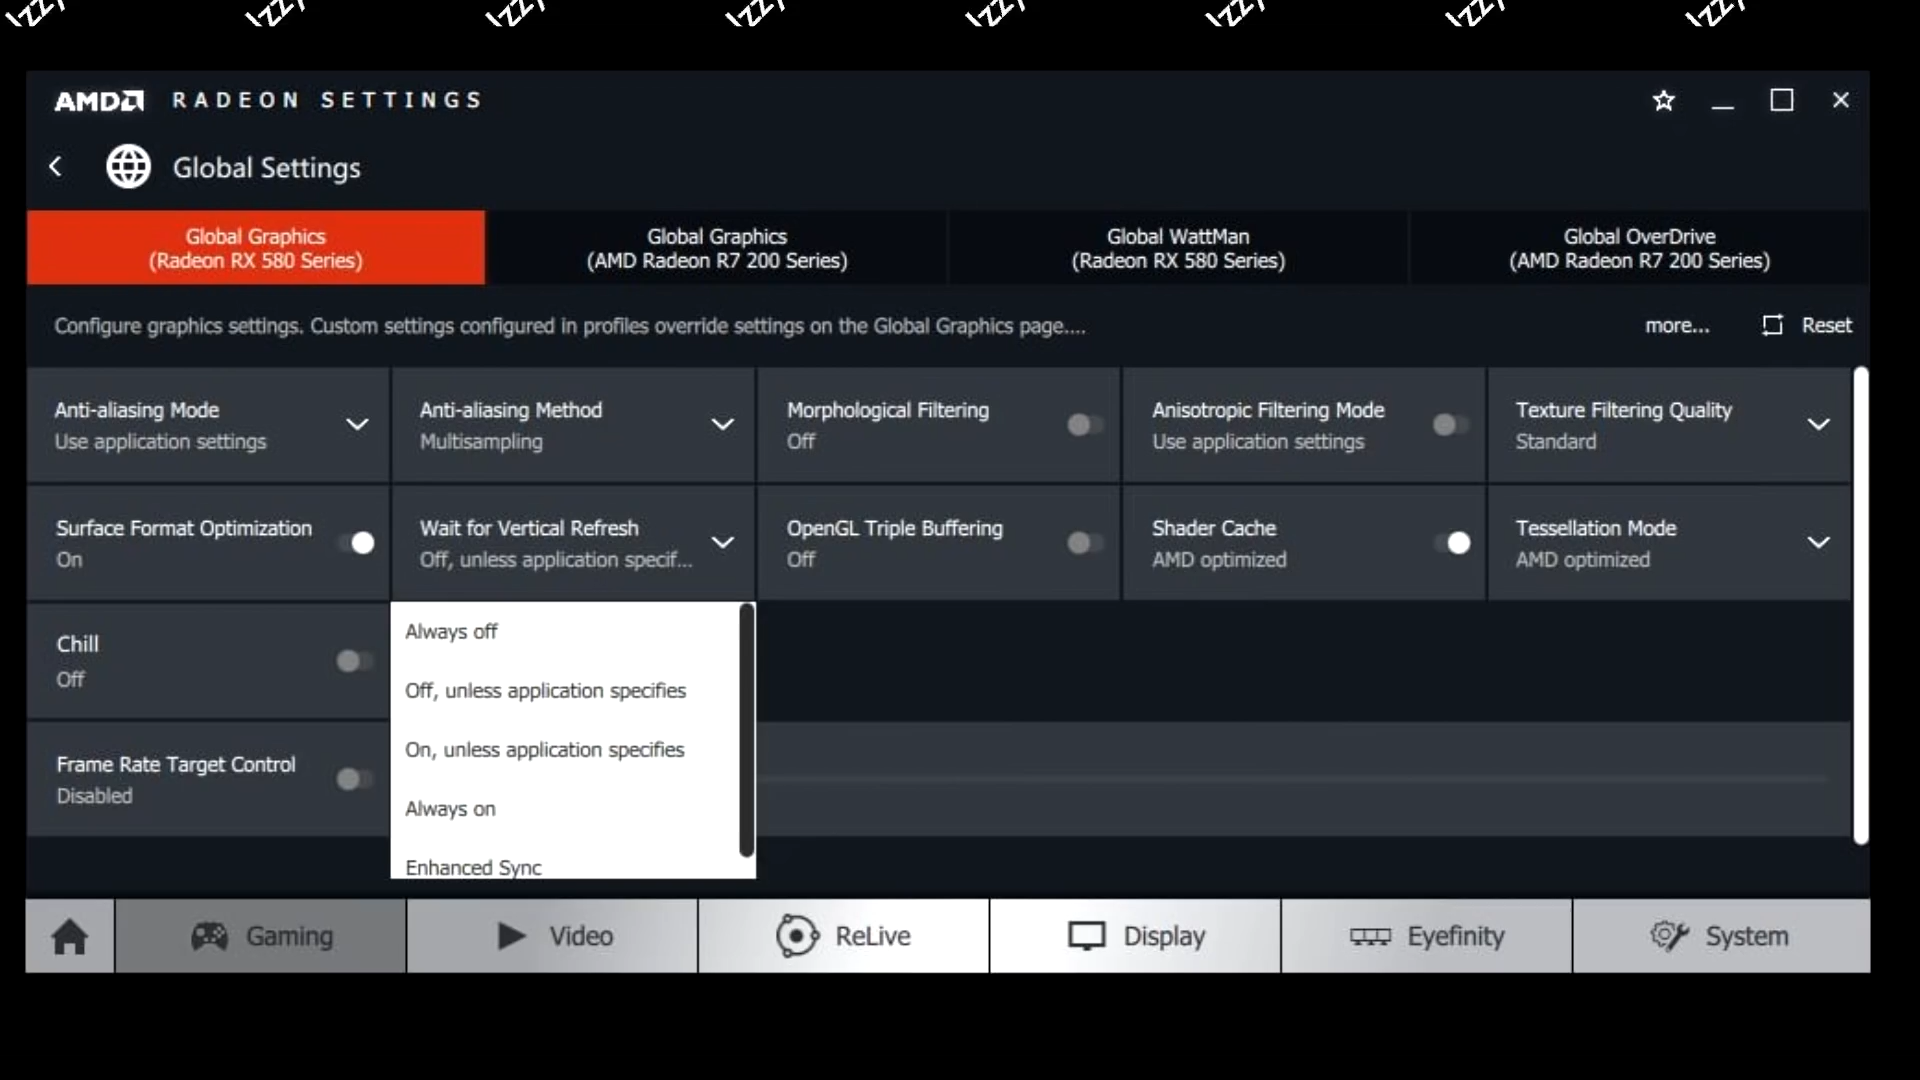 AMD RADEON SETTINGS
Global Settings
Global Graphics
(Radeon RX 580 Series)
Global Graphics
(AMD Radeon R7 200 Series)
Global WattMan
(Radeon RX 580 Series)
Global OverDrive
(AMD Radeon R7 200 Series)
Configure graphics settings. Custom settings configured in profiles override settings on the Global Graphics page....
more...
Reset
Anti-aliasing Mode
Use application settings
Anti-aliasing Method
Multisampling
Morphological Filtering
Off
Anisotropic Filtering Mode
Use application settings
Texture Filtering Quality
Standard
Surface Format Optimization
On
Wait for Vertical Refresh
Off, unless application specif...
OpenGL Triple Buffering
Off
Shader Cache
AMD optimized
Tessellation Mode
AMD optimized
Chill
Off
Always off
Off, unless application specifies
On, unless application specifies
Always on
Enhanced Sync
Frame Rate Target Control
Disabled
Gaming
Video
ReLive
Display
Eyefinity
System